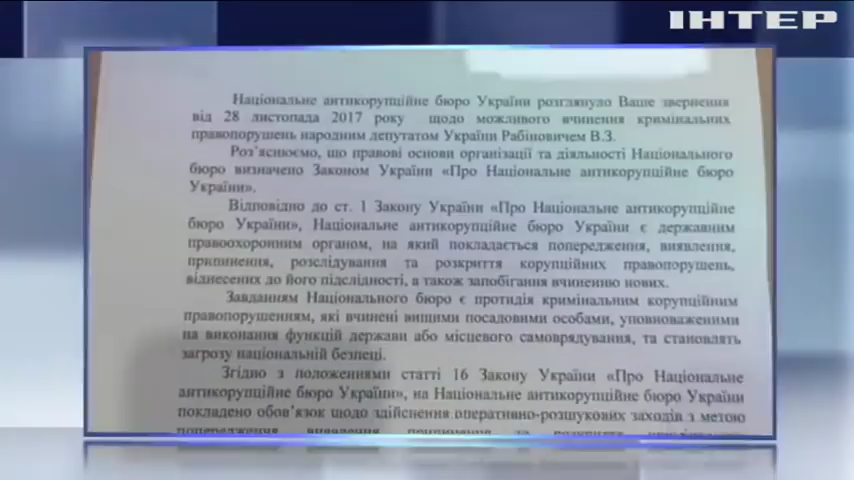 ІНТЕР
Національне антикорупційне бюро України розглянуло Ваше звернення
від 28 листопада 2017 року щодо можливого вчинення кримінальних
правопорушень народним депутатом України Рабіновичем В.З.
Роз'яснюємо, що правові основи організації та діяльності Національного
бюро визначено Законом України «Про Національне антикорупційне бюро
України».
Відповідно до ст. 1 Закону України «Про Національне антикорупційне
бюро України», Національне антикорупційне бюро України є державним
правоохоронним органом, на який покладається попередження, виявлення,
припинення, розслідування та розкриття корупційних правопорушень,
віднесених до його підслідності, а також запобігання вчиненню нових.
Завданням Національного бюро є протидія кримінальним корупційним
правопорушенням, які вчинені вищими посадовими особами, уповноваженими
на виконання функцій держави або місцевого самоврядування, та становлять
загрозу національній безпеці.
Згідно з положеннями статті 16 Закону України «Про Національне
антикорупційне бюро України», на Національне антикорупційне бюро України
покладено обов'язок щодо здійснення оперативно-розшукових заходів з метою
попередження, виявлення, припинення та розкриття